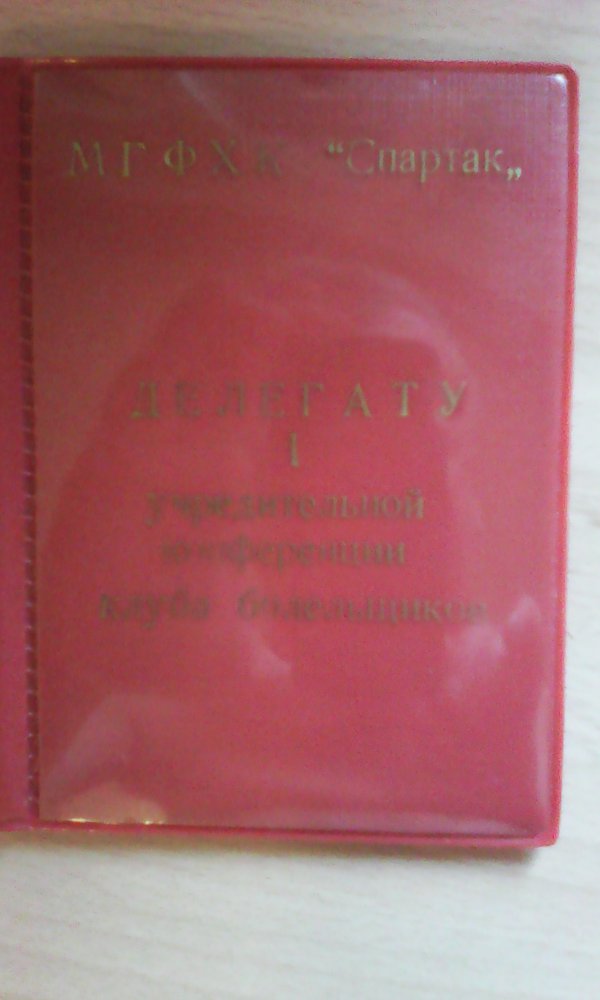 МГФХК “Спартак„
ДЕЛЕГАТУ
I
учредительной
конференции
клуба болельщиков